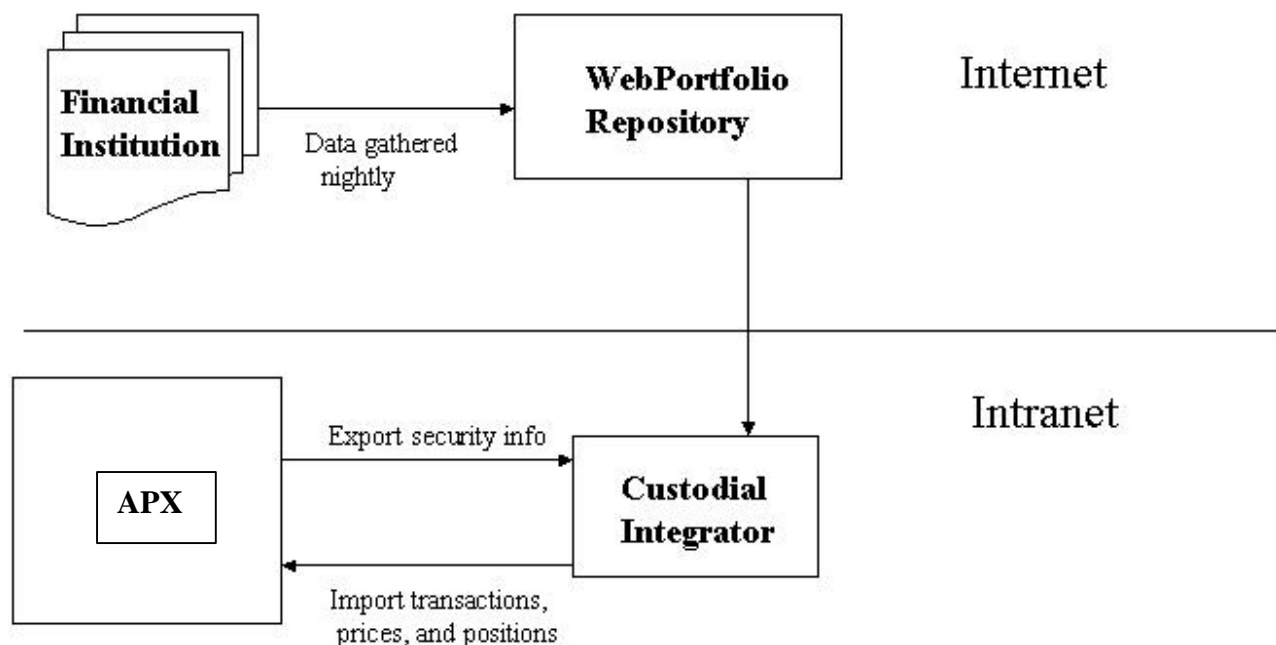 Financial
Institution
Data gathered
nightly
WebPortfolio
Repository
Internet
Intranet
APX
Export security info
Custodial
Integrator
Import transactions,
prices, and positions